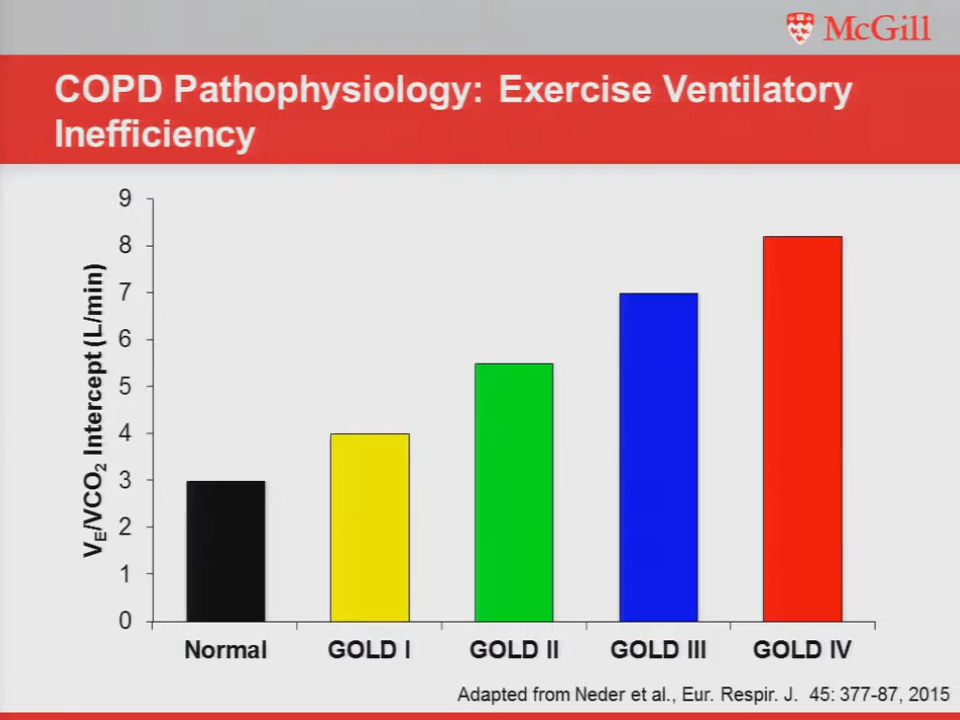 McGill
COPD Pathophysiology: Exercise Ventilatory
Inefficiency
9
8
7
6
5
4
3
2
1
0
VE/VCO2 Intercept (L/min)
Normal GOLD I GOLD II GOLD III GOLD IV
Adapted from Neder et al., Eur. Respir. J. 45: 377-87, 2015